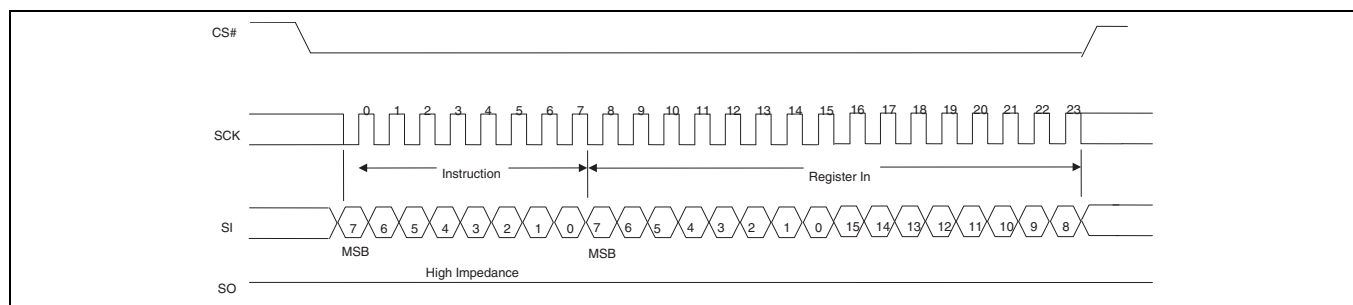 CS#
0 1 2 3 4 5 6 7 8 9 10 11 12 13 14 15 16 17 18 19 20 21 22 23
SCK
Instruction Register In
SI 7 6 5 4 3 2 1 0 7 6 5 4 3 2 1 0 15 14 13 12 11 10 9 8
MSB MSB
High Impedance
SO